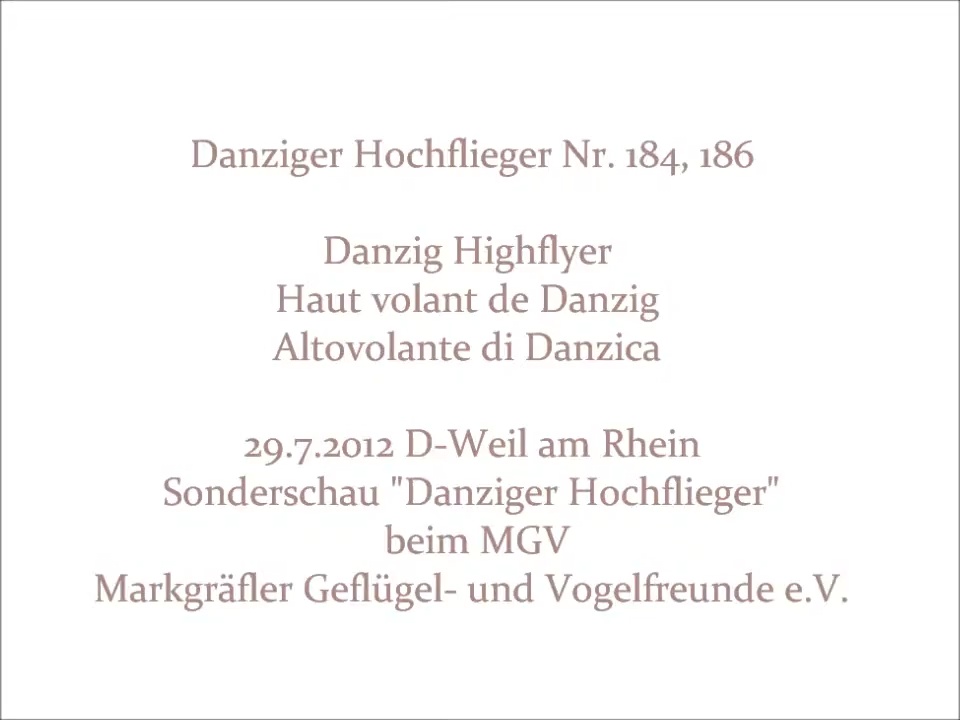 Danziger Hochflieger Nr. 184, 186
Danzig Highflyer
Haut volant de Danzig
Altovolante di Danzica
29.7.2012 D-Weil am Rhein
Sonderschau "Danziger Hochflieger"
beim MGV
Markgräfler Geflügel- und Vogelfreunde e.V.